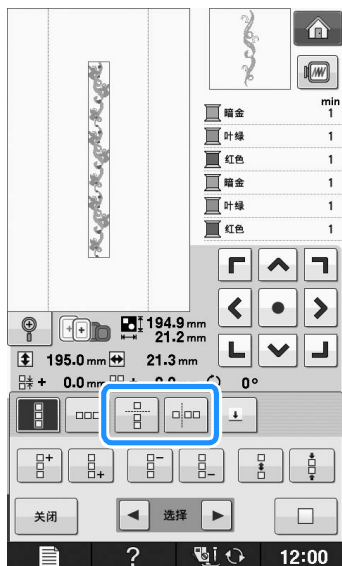 min
暗金 1
叶绿 1
红色 1
暗金 1
叶绿 1
红色 1
194.9 mm
21.2 mm
195.0 mm 21.3 mm
+ 0.0 mm + 0.0 0°
关闭 选择
? 12:00